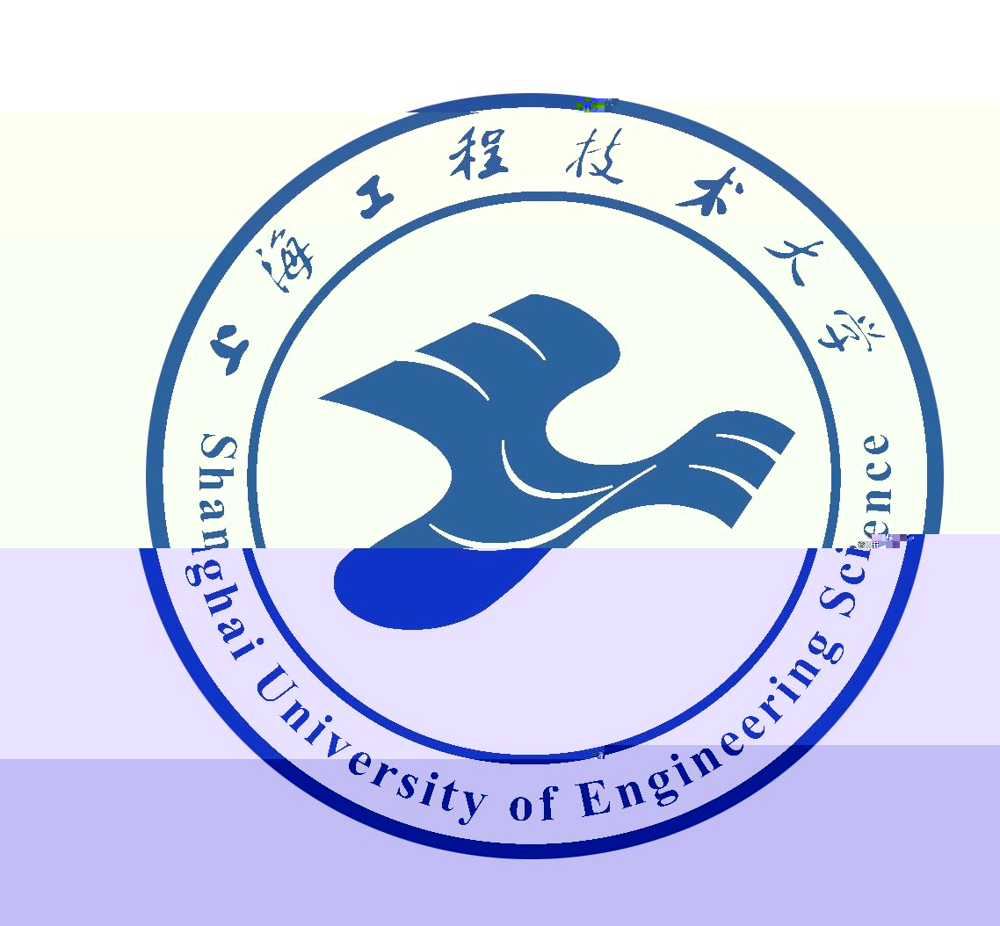 上海工程技术大学
Shanghai University of Engineering Science